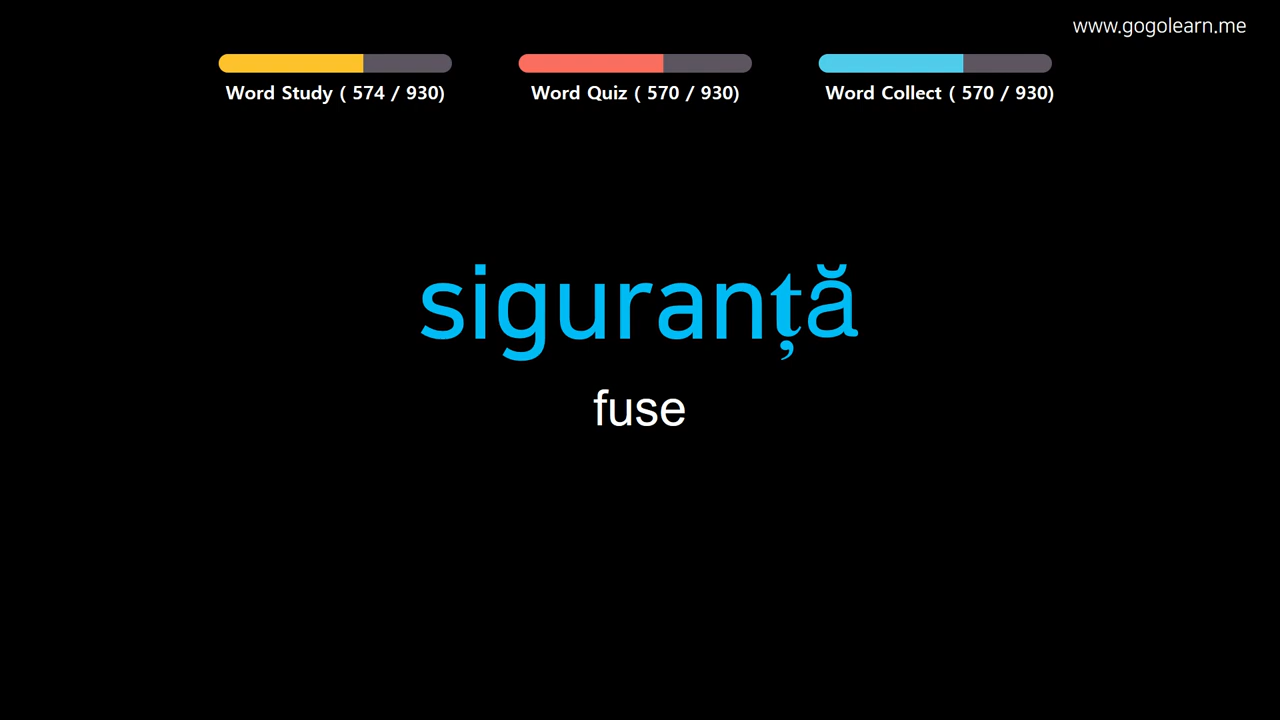 www.gogolearn.me
Word Study ( 574 / 930)
Word Quiz ( 570 / 930)
Word Collect ( 570 / 930)
siguranță
fuse